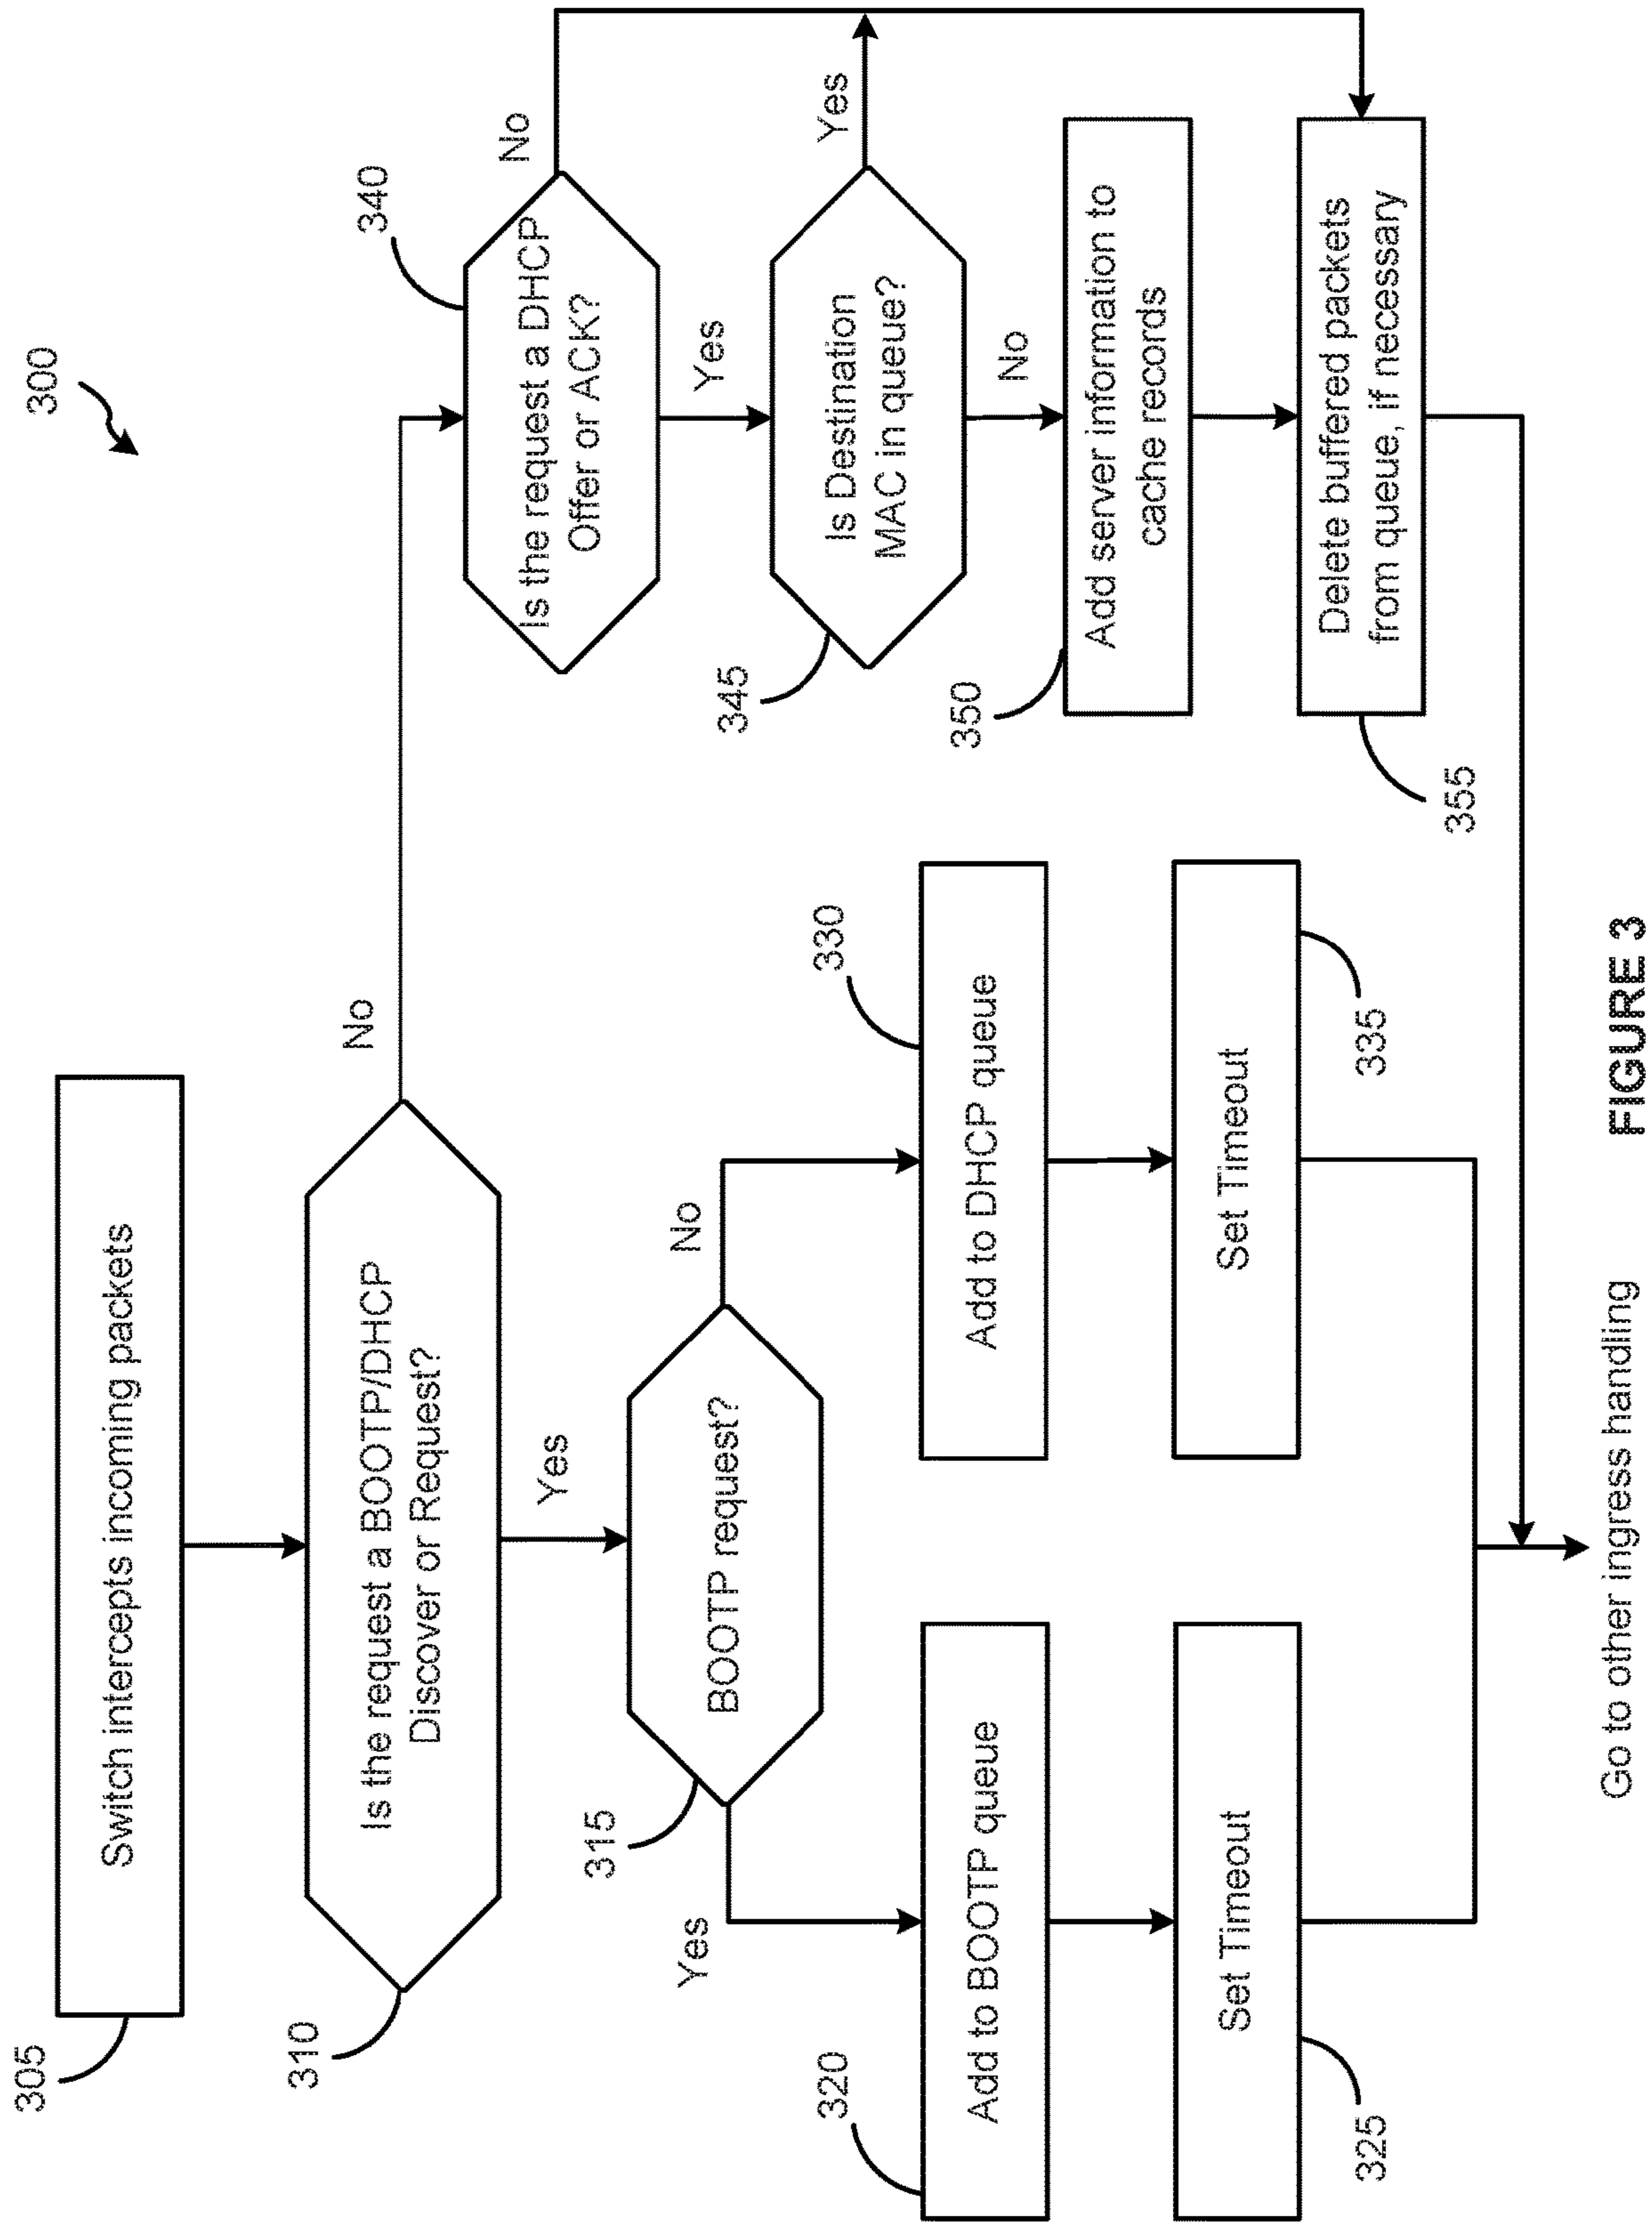 300
305
Switch intercepts incoming packets
310
Is the request a BOOTP/DHCP
Discover or Request?
No
Yes
315
BOOTP request?
Yes
No
320
Add to BOOTP queue
325
Set Timeout
330
Add to DHCP queue
335
Set Timeout
340
Is the request a DHCP
Offer or ACK?
No
Yes
345
Is Destination
MAC in queue?
Yes
No
350
Add server information to
cache records
355
Delete buffered packets
from queue, if necessary
Go to other ingress handling
FIGURE 3